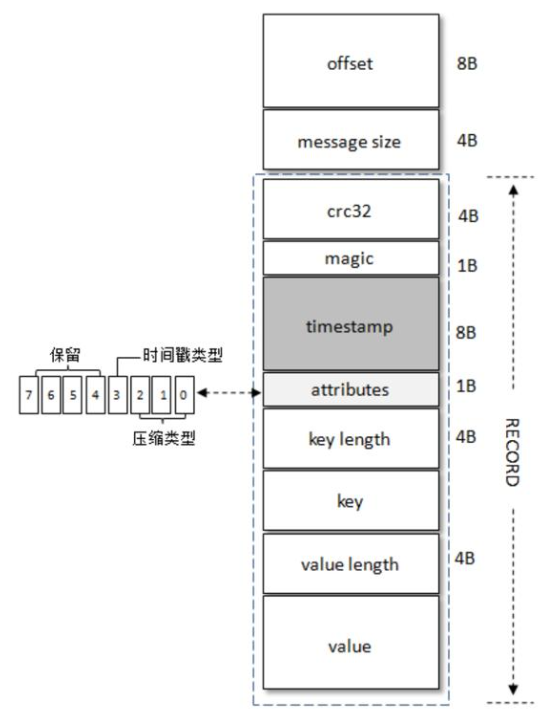 offset 8B
message size 4B
crc32 4B
magic 1B
timestamp 8B
保留 时间戳类型
7 6 5 4 3 2 1 0
压缩类型
attributes 1B
key length 4B
key
value length 4B
value
RECORD